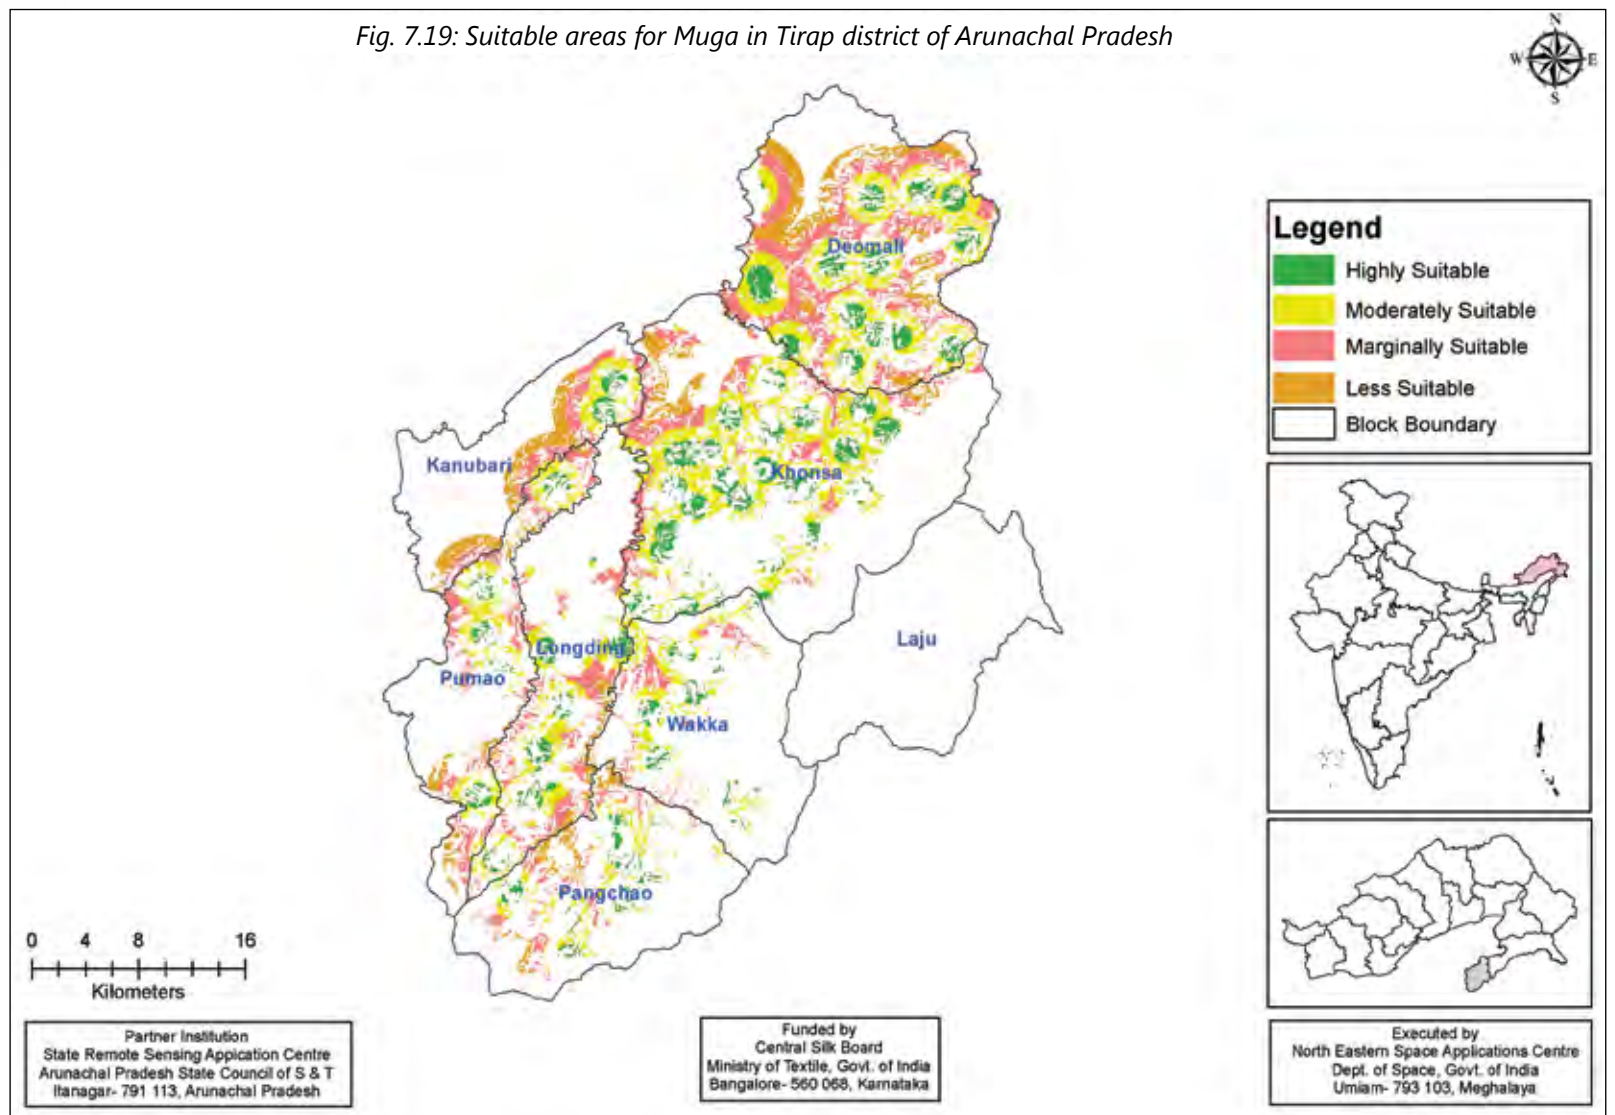 Fig. 7.19: Suitable areas for Muga in Tirap district of Arunachal Pradesh
N
W
E
S
Deomali
Kanubari
Khonsa
Laju
Longding
Pumao
Wakka
Pangchao
Legend
Highly Suitable
Moderately Suitable
Marginally Suitable
Less Suitable
Block Boundary
0 4 8 16
Kilometers
Partner Institution
State Remote Sensing Appication Centre
Arunachal Pradesh State Council of S & T
Itanagar- 791 113, Arunachal Pradesh
Funded by
Central Silk Board
Ministry of Textile, Govt. of India
Bangalore- 560 068, Karnataka
Executed by
North Eastern Space Applications Centre
Dept. of Space, Govt. of India
Umiam- 793 103, Meghalaya